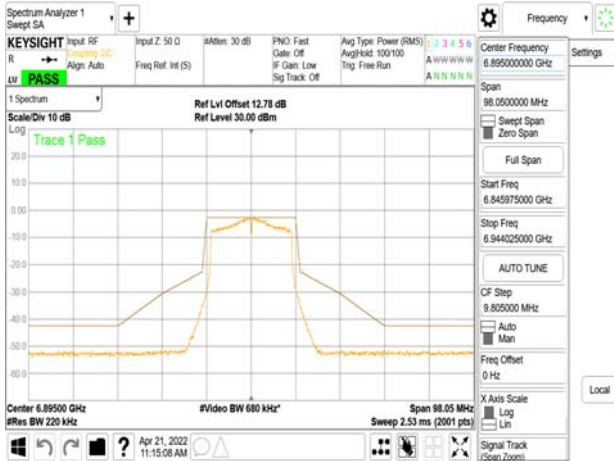 Spectrum Analyzer 1
Swept SA
KEYSIGHT
R
LV PASS
Input: RF
Coupling: DC
Align: Auto
Input Z: 50 Ω
Freq Ref: Int (S)
#Atten: 30 dB
PNO: Fast
Gate: Off
IF Gain: Low
Sig Track: Off
Avg Type: Power (RMS)
Avg|Hold: 100/100
Trig: Free Run
1 2 3 4 5 6
A W W W W W
A N N N N N
1 Spectrum
Scale/Div 10 dB
Ref Lvl Offset 12.78 dB
Ref Level 30.00 dBm
Log
Trace 1 Pass
20.0
10.0
0.00
-10.0
-20.0
-30.0
-40.0
-50.0
-60.0
Center 6.89500 GHz
#Res BW 220 kHz
#Video BW 680 kHz*
Span 98.05 MHz
Sweep 2.53 ms (2001 pts)
Apr 21, 2022
11:15:08 AM
Frequency
Center Frequency
6.895000000 GHz
Span
98.0500000 MHz
Swept Span
Zero Span
Full Span
Start Freq
6.845975000 GHz
Stop Freq
6.944025000 GHz
AUTO TUNE
CF Step
9.805000 MHz
Auto
Man
Freq Offset
0 Hz
X Axis Scale
Log
Lin
Signal Track
(Span Zoom)
Settings
Local